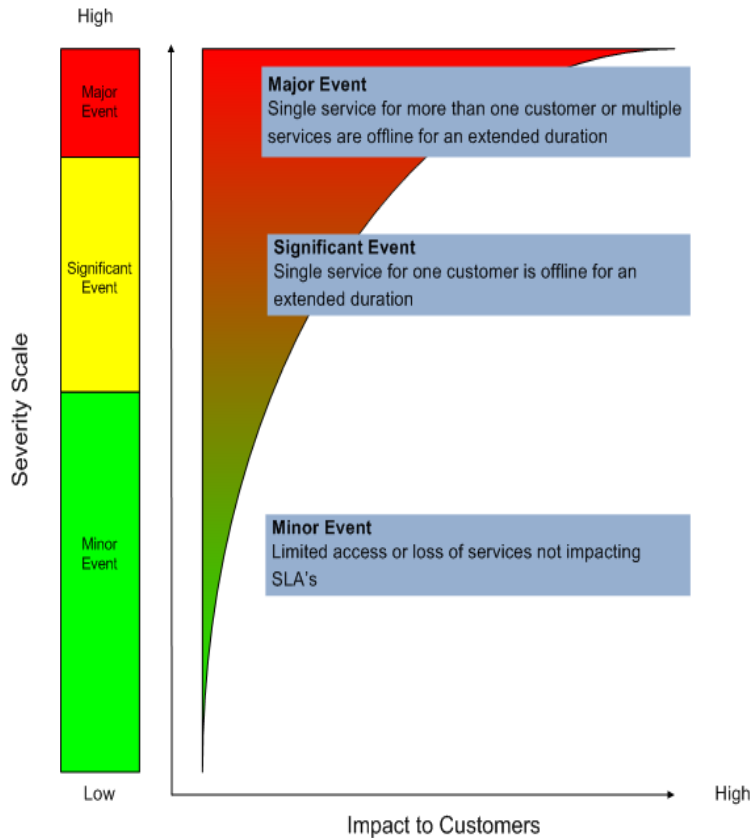 High
Major
Event
Significant
Event
Minor
Event
Low
Severity Scale
Major Event
Single service for more than one customer or multiple
services are offline for an extended duration
Significant Event
Single service for one customer is offline for an
extended duration
Minor Event
Limited access or loss of services not impacting
SLA's
High
Impact to Customers